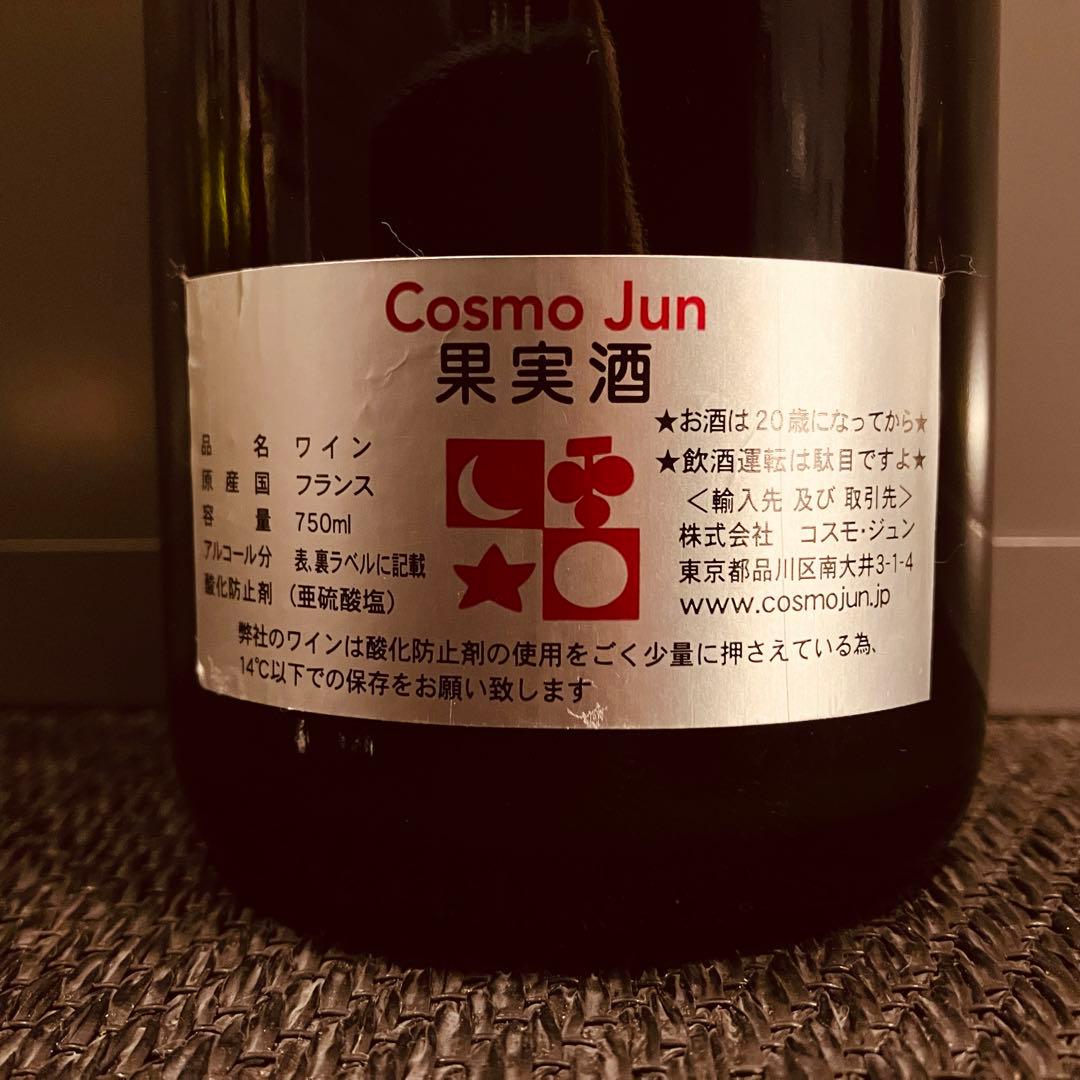 Cosmo Jun
果実酒
品名 ワイン
原産国 フランス
容量 750ml
アルコール分 表、裏ラベルに記載
酸化防止剤 (亜硫酸塩)
★お酒は20歳になってから★
★飲酒運転は駄目ですよ★
＜輸入先 及び 取引先＞
株式会社 コスモ・ジュン
東京都品川区南大井3-1-4
www.cosmojun.jp
弊社のワインは酸化防止剤の使用をごく少量に押さえている為、
14℃以下での保存をお願い致します